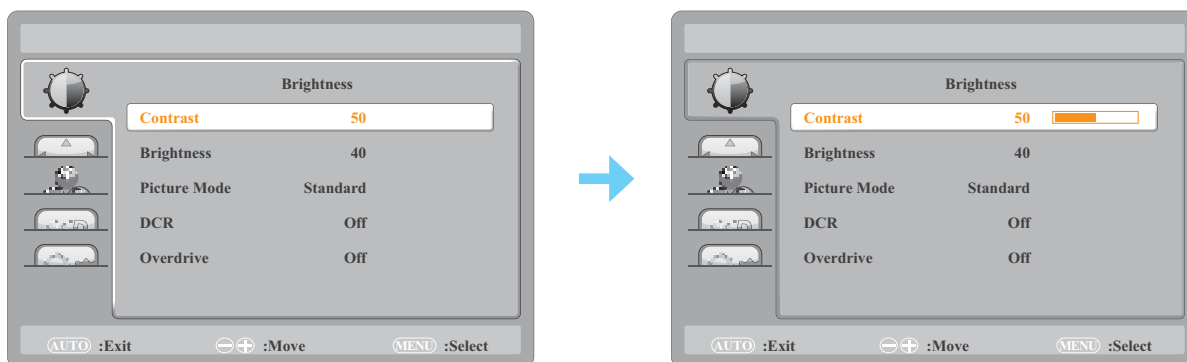 Brightness
Contrast 50
Brightness 40
Picture Mode Standard
DCR Off
Overdrive Off
AUTO :Exit :Move MENU :Select
Brightness
Contrast 50
Brightness 40
Picture Mode Standard
DCR Off
Overdrive Off
AUTO :Exit :Move MENU :Select